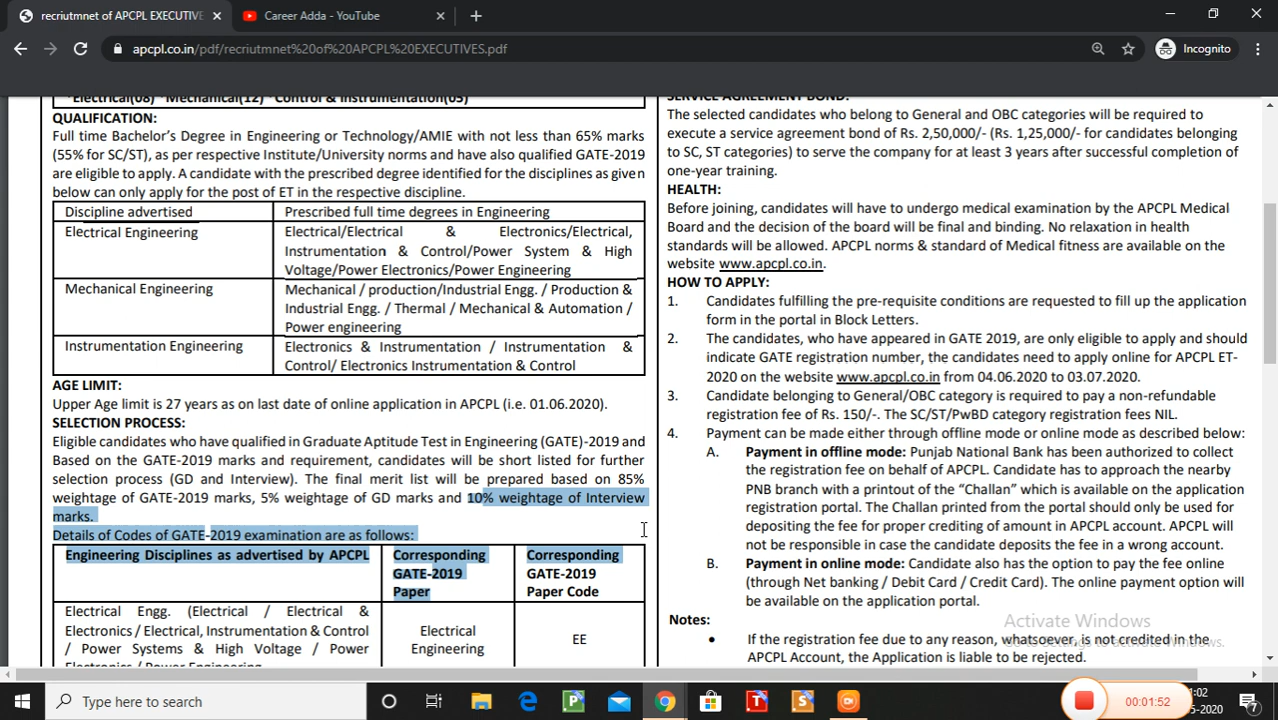 recriutmnet of APCPL EXECUTIVE
Career Adda - YouTube
apcpl.co.in/pdf/recriutmnet%20of%20APCPL%20EXECUTIVES.pdf
Incognito
*Electrical(08) *Mechanical(12) *Control & Instrumentation(05)
QUALIFICATION:
Full time Bachelor's Degree in Engineering or Technology/AMIE with not less than 65% marks
(55% for SC/ST), as per respective Institute/University norms and have also qualified GATE-2019
are eligible to apply. A candidate with the prescribed degree identified for the disciplines as given
below can only apply for the post of ET in the respective discipline.
Discipline advertised
Prescribed full time degrees in Engineering
Electrical Engineering
Electrical/Electrical & Electronics/Electrical,
Instrumentation & Control/Power System & High
Voltage/Power Electronics/Power Engineering
Mechanical Engineering
Mechanical / production/Industrial Engg. / Production &
Industrial Engg. / Thermal / Mechanical & Automation /
Power engineering
Instrumentation Engineering
Electronics & Instrumentation / Instrumentation &
Control/ Electronics Instrumentation & Control
AGE LIMIT:
Upper Age limit is 27 years as on last date of online application in APCPL (i.e. 01.06.2020).
SELECTION PROCESS:
Eligible candidates who have qualified in Graduate Aptitude Test in Engineering (GATE)-2019 and
Based on the GATE-2019 marks and requirement, candidates will be short listed for further
selection process (GD and Interview). The final merit list will be prepared based on 85%
weightage of GATE-2019 marks, 5% weightage of GD marks and 10% weightage of Interview
marks.
Details of Codes of GATE-2019 examination are as follows:
Engineering Disciplines as advertised by APCPL
Corresponding
GATE-2019
Paper
Corresponding
GATE-2019
Paper Code
Electrical Engg. (Electrical / Electrical &
Electronics / Electrical, Instrumentation & Control
/ Power Systems & High Voltage / Power
Electronics / Power Engineering
Electrical
Engineering
EE
SERVICE AGREEMENT BOND:
The selected candidates who belong to General and OBC categories will be required to
execute a service agreement bond of Rs. 2,50,000/- (Rs. 1,25,000/- for candidates belonging
to SC, ST categories) to serve the company for at least 3 years after successful completion of
one-year training.
HEALTH:
Before joining, candidates will have to undergo medical examination by the APCPL Medical
Board and the decision of the board will be final and binding. No relaxation in health
standards will be allowed. APCPL norms & standard of Medical fitness are available on the
website www.apcpl.co.in.
HOW TO APPLY:
1. Candidates fulfilling the pre-requisite conditions are requested to fill up the application
form in the portal in Block Letters.
2. The candidates, who have appeared in GATE 2019, are only eligible to apply and should
indicate GATE registration number, the candidates need to apply online for APCPL ET-
2020 on the website www.apcpl.co.in from 04.06.2020 to 03.07.2020.
3. Candidate belonging to General/OBC category is required to pay a non-refundable
registration fee of Rs. 150/-. The SC/ST/PwBD category registration fees NIL.
4. Payment can be made either through offline mode or online mode as described below:
A. Payment in offline mode: Punjab National Bank has been authorized to collect
the registration fee on behalf of APCPL. Candidate has to approach the nearby
PNB branch with a printout of the “Challan” which is available on the application
registration portal. The Challan printed from the portal should only be used for
depositing the fee for proper crediting of amount in APCPL account. APCPL will
not be responsible in case the candidate deposits the fee in a wrong account.
B. Payment in online mode: Candidate also has the option to pay the fee online
(through Net banking / Debit Card / Credit Card). The online payment option will
be available on the application portal.
Notes:
• If the registration fee due to any reason, whatsoever, is not credited in the
APCPL Account, the Application is liable to be rejected.
Activate Windows
Go to Settings to activate Windows.
Type here to search
00:01:52
1:02
5-2020
7